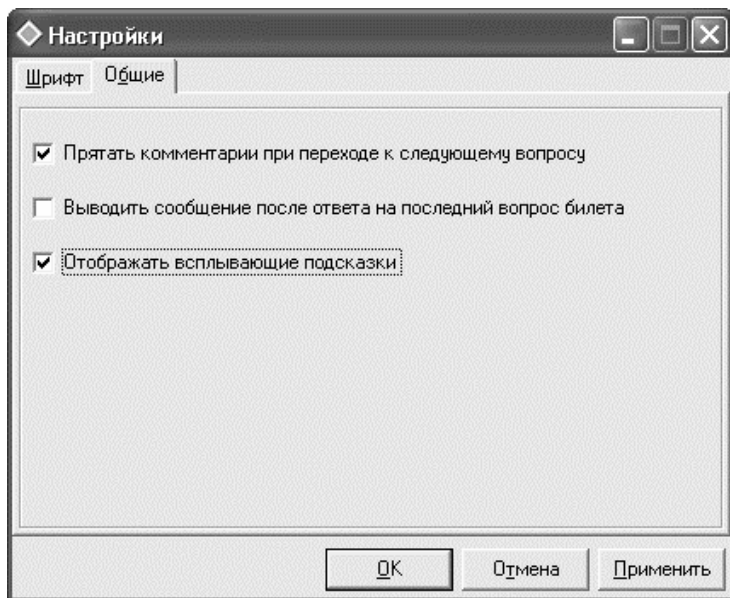 Настройки
Шрифт Общие
Прятать комментарии при переходе к следующему вопросу
Выводить сообщение после ответа на последний вопрос билета
Отображать всплывающие подсказки
OK Отмена Применить